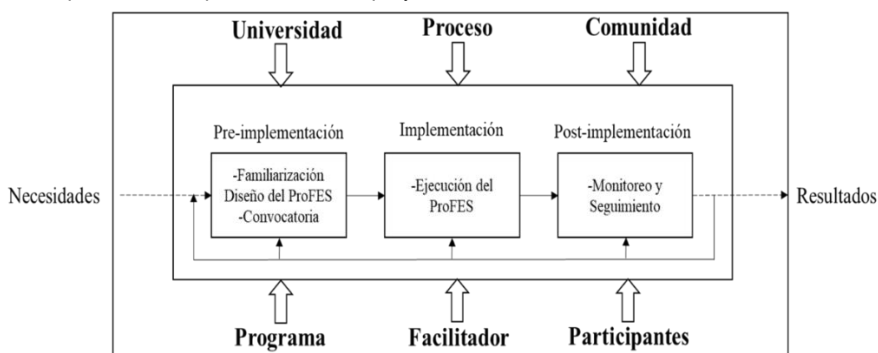 Universidad Proceso Comunidad
Pre-implementación Implementación Post-implementación
-Familiarización
Diseño del ProFES
-Convocatoria
-Ejecución del
ProFES
-Monitoreo y
Seguimiento
Necesidades
Resultados
Programa Facilitador Participantes